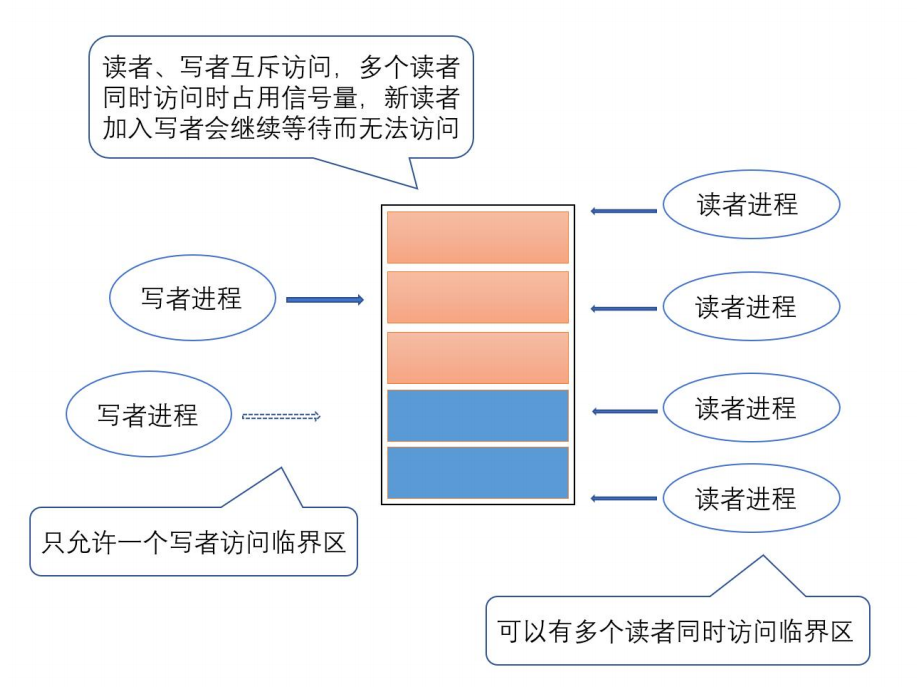 读者、写者互斥访问，多个读者
同时访问时占用信号量，新读者
加入写者会继续等待而无法访问
读者进程
写者进程
读者进程
写者进程
读者进程
读者进程
只允许一个写者访问临界区
可以有多个读者同时访问临界区